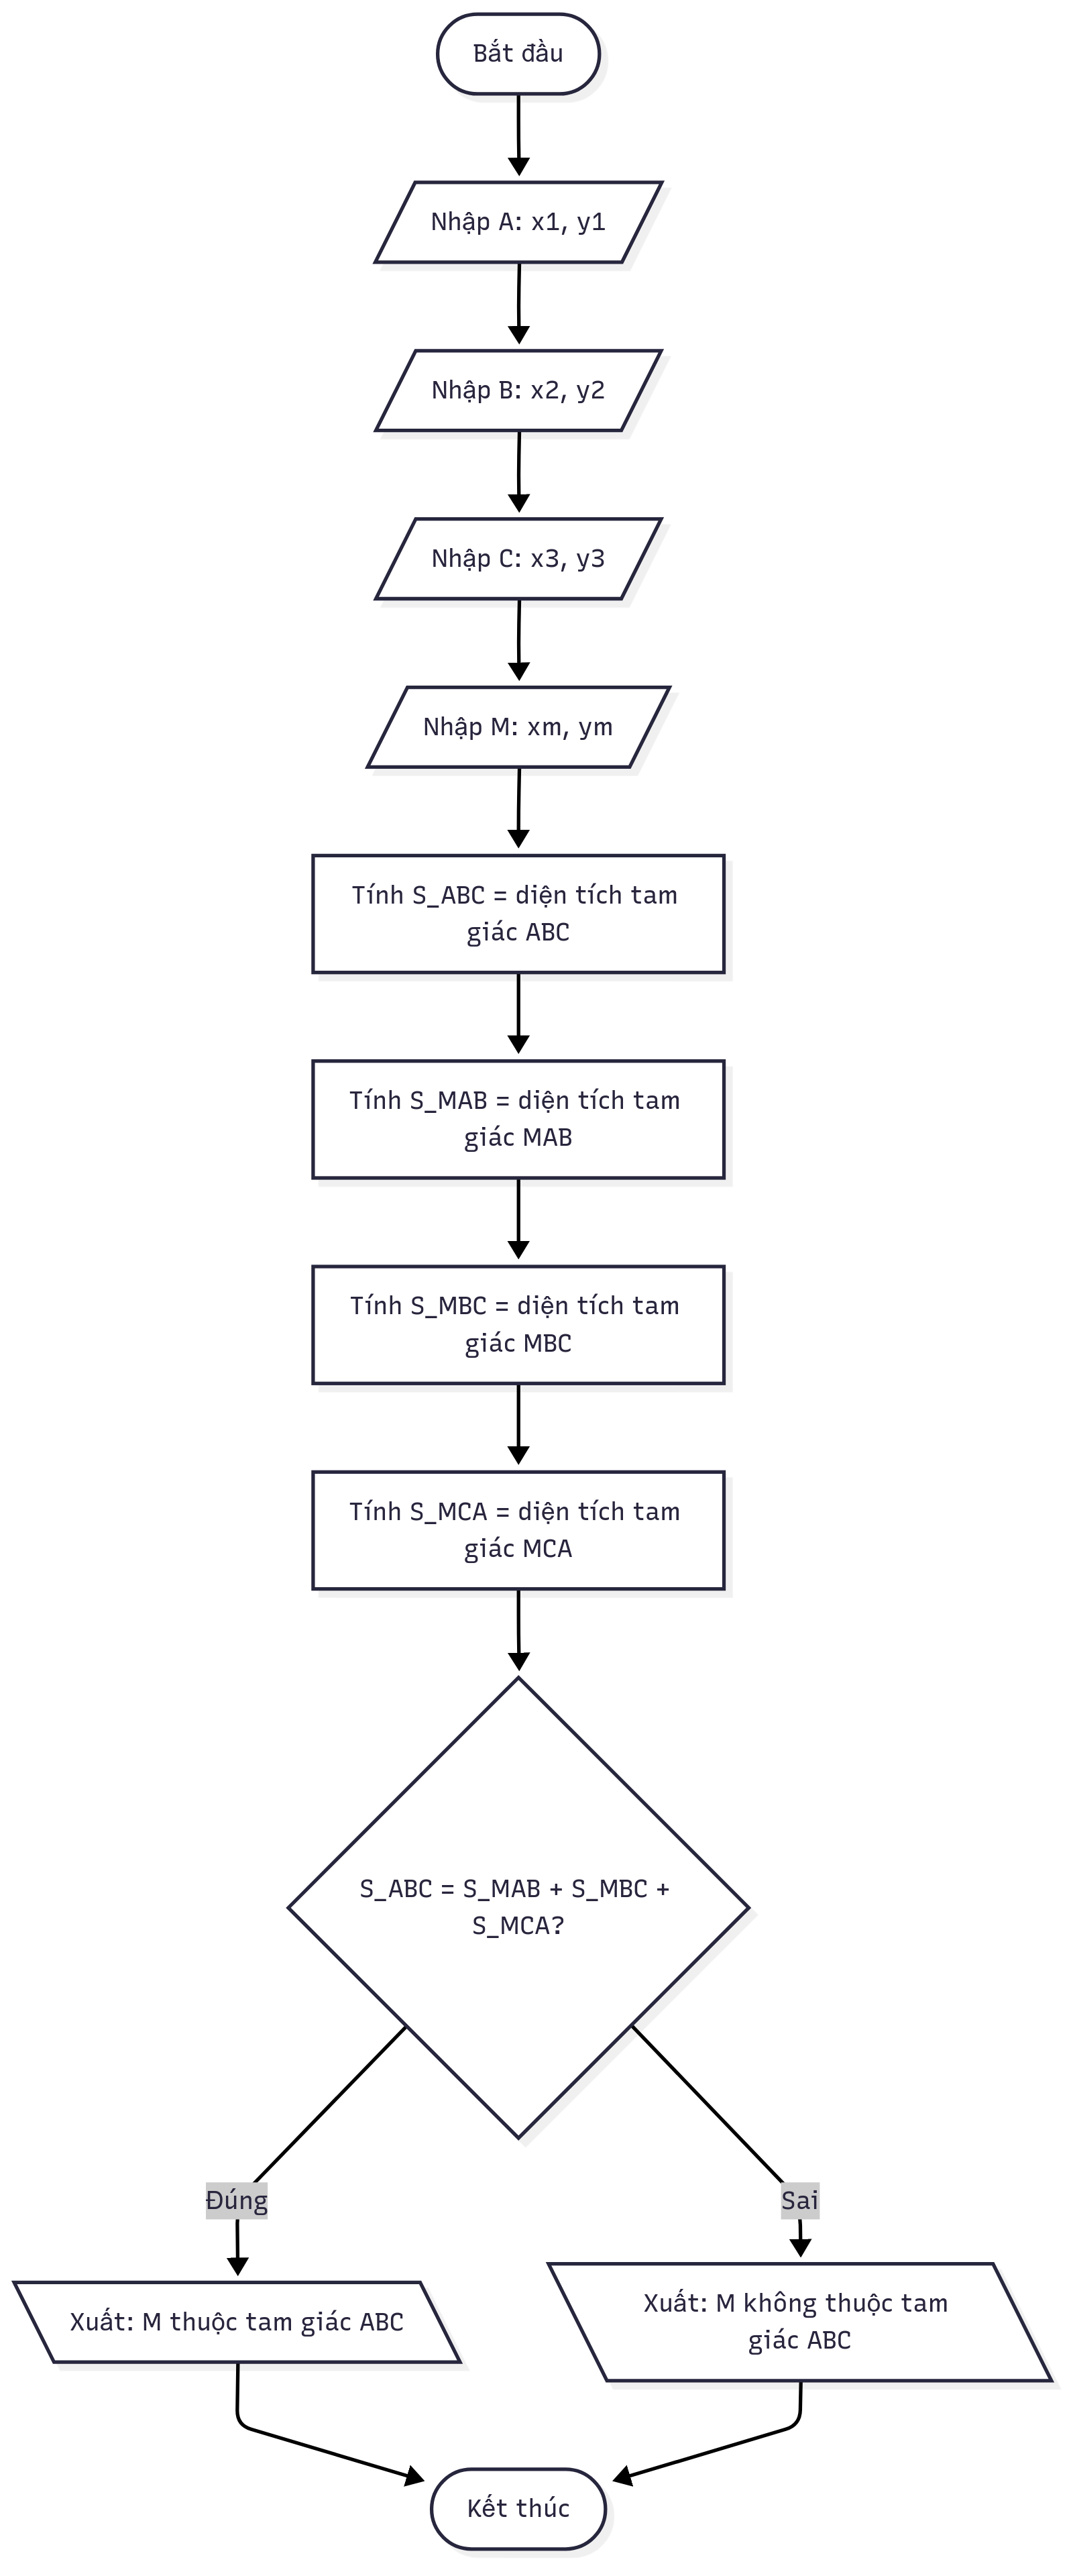 Bắt đầu
Nhập A: x1, y1
Nhập B: x2, y2
Nhập C: x3, y3
Nhập M: xm, ym
Tính S_ABC = diện tích tam
giác ABC
Tính S_MAB = diện tích tam
giác MAB
Tính S_MBC = diện tích tam
giác MBC
Tính S_MCA = diện tích tam
giác MCA
S_ABC = S_MAB + S_MBC +
S_MCA?
Đúng
Sai
Xuất: M thuộc tam giác ABC
Xuất: M không thuộc tam
giác ABC
Kết thúc